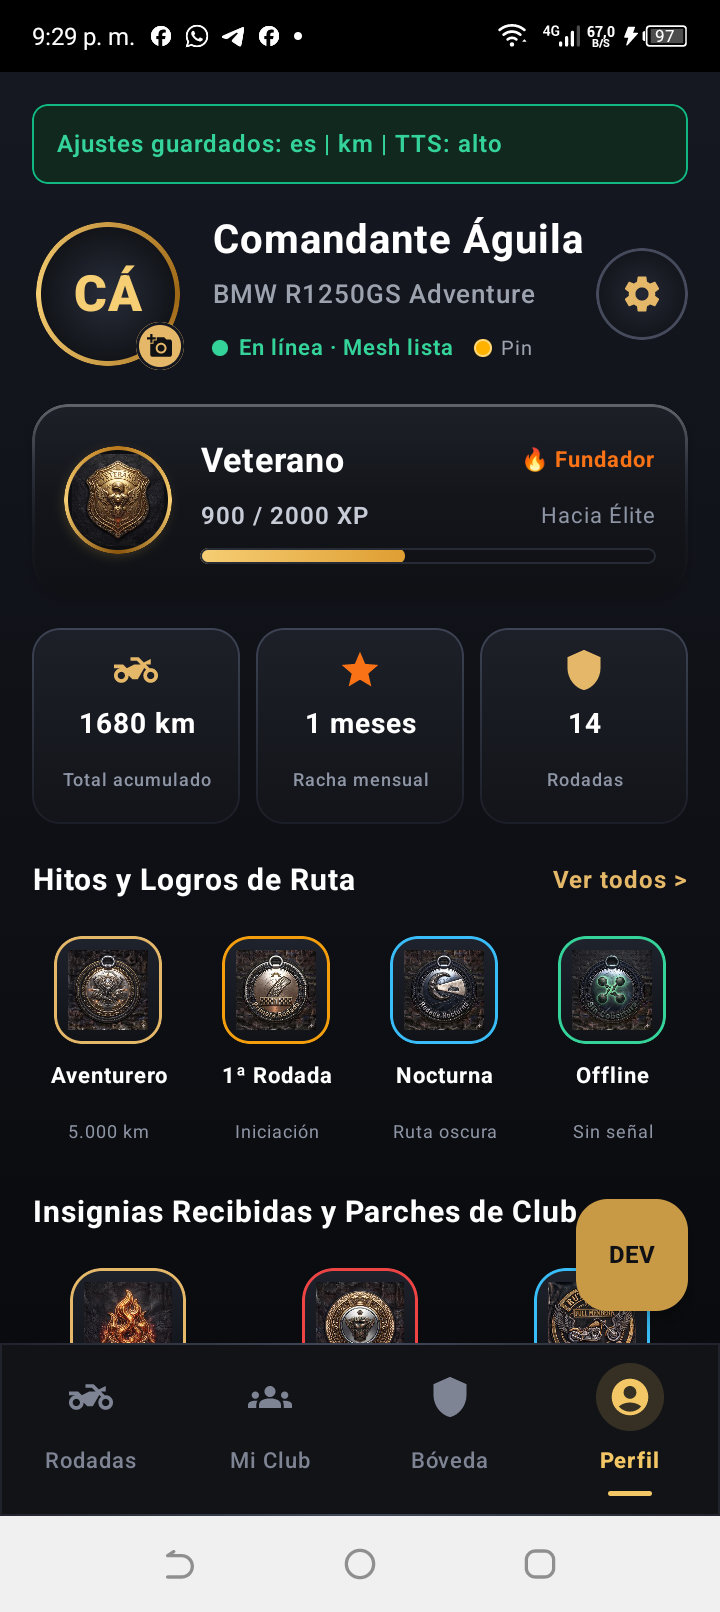 9:29 p. m.
4G
67,0
B/S
97
Ajustes guardados: es | km | TTS: alto
CÁ
Comandante Águila
BMW R1250GS Adventure
En línea · Mesh lista
Pin
Veterano
🔥 Fundador
900 / 2000 XP
Hacia Élite
1680 km
Total acumulado
1 meses
Racha mensual
14
Rodadas
Hitos y Logros de Ruta
Ver todos >
Aventurero
5.000 km
1ª Rodada
Iniciación
Nocturna
Ruta oscura
Offline
Sin señal
Insignias Recibidas y Parches de Club
DEV
Rodadas
Mi Club
Bóveda
Perfil